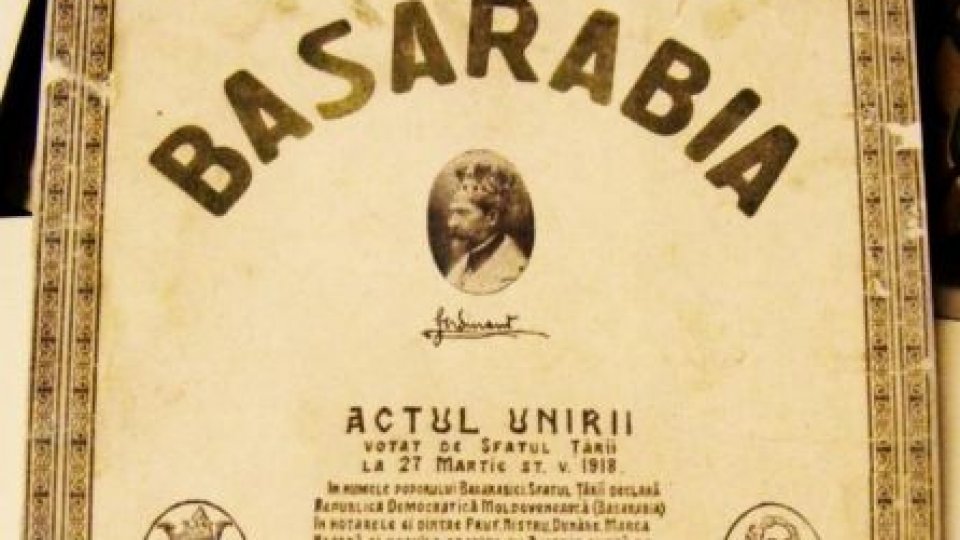 BASARABIA
Ferdinand
ACTUL UNIRII
VOTAT DE SFATUL ȚĂRII
LA 27 MARTIE ST. V. 1918.
ÎN NUMELE POPORULUI BASARABIEI, SFATUL ȚĂRII DECLARĂ
REPUBLICA DEMOCRATICĂ MOLDOVENEASCĂ (BASARABIA)
ÎN HOTARELE EI DINTRE PRUT, NISTRU, DUNĂRE, MAREA